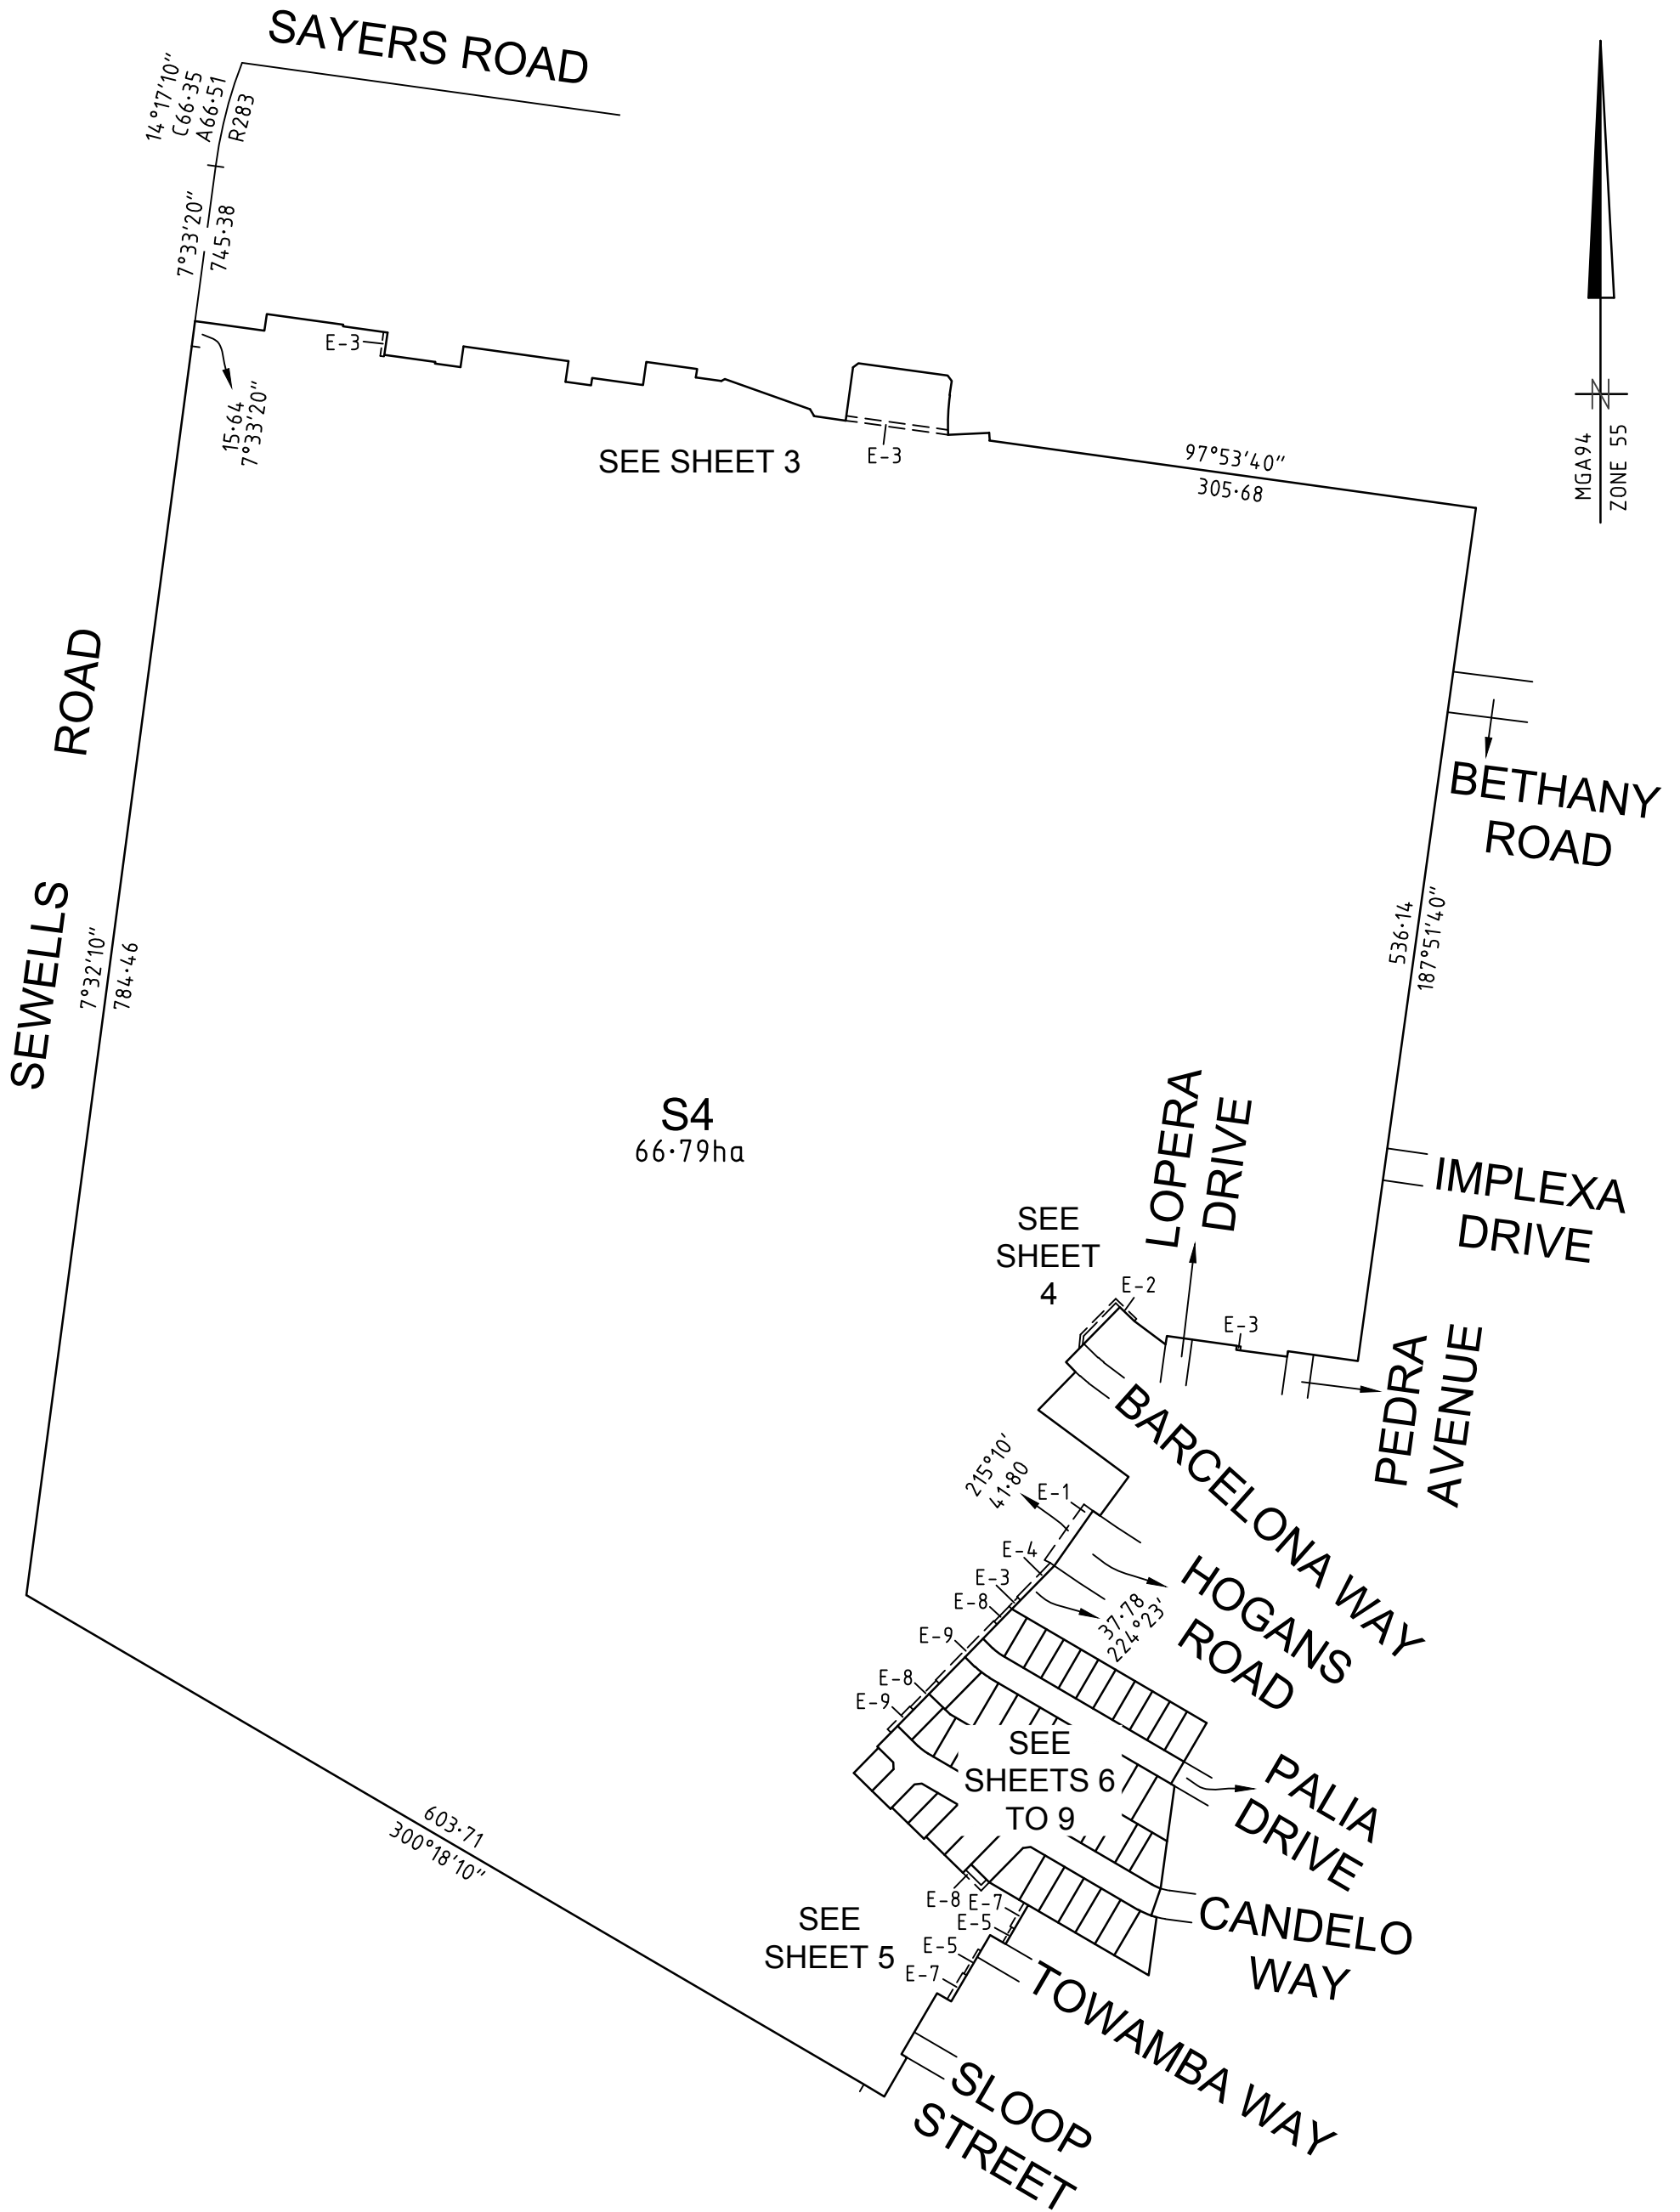 SAYERS ROAD
14°17'10"
C66·35
A66·51
R283
7°33'20"
745·38
E-3
15·64
7°33'20"
SEE SHEET 3
E-3
97°53'40"
305·68
MGA94
ZONE 55
N
SEWELLS ROAD
7°32'10"
784·46
BETHANY
ROAD
536·14
187°51'40"
S4
66·79ha
LOPERA
DRIVE
IMPLEXA
DRIVE
SEE
SHEET
4
E-2
E-3
PEDRA
AVENUE
BARCELONA WAY
215°10'
41·80
E-1
E-4
E-3
E-8
HOGANS
ROAD
37·78
224°23'
E-9
E-8
E-9
SEE
SHEETS 6
TO 9
PALIA
DRIVE
603·71
300°18'10"
E-8
E-7
E-5
CANDELO
WAY
SEE
SHEET 5
E-5
E-7
TOWAMBA WAY
SLOOP
STREET